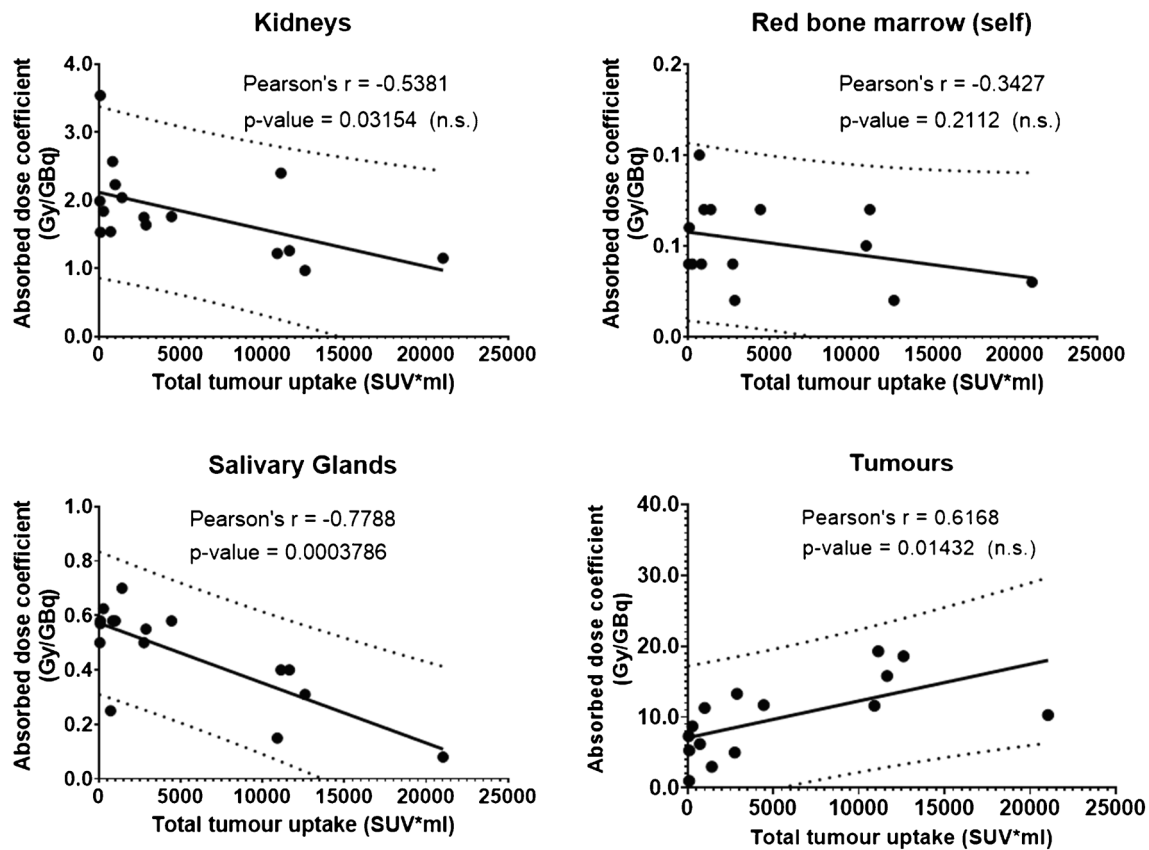 Kidneys
Pearson's r = -0.5381
p-value = 0.03154 (n.s.)
Absorbed dose coefficient
(Gy/GBq)
4.0
3.0
2.0
1.0
0.0
0 5000 10000 15000 20000 25000
Total tumour uptake (SUV*ml)
Red bone marrow (self)
Pearson's r = -0.3427
p-value = 0.2112 (n.s.)
Absorbed dose coefficient
(Gy/GBq)
0.2
0.1
0.1
0.0
0 5000 10000 15000 20000 25000
Total tumour uptake (SUV*ml)
Salivary Glands
Pearson's r = -0.7788
p-value = 0.0003786
Absorbed dose coefficient
(Gy/GBq)
1.0
0.8
0.6
0.4
0.2
0.0
0 5000 10000 15000 20000 25000
Total tumour uptake (SUV*ml)
Tumours
Pearson's r = 0.6168
p-value = 0.01432 (n.s.)
Absorbed dose coefficient
(Gy/GBq)
40.0
30.0
20.0
10.0
0.0
0 5000 10000 15000 20000 25000
Total tumour uptake (SUV*ml)